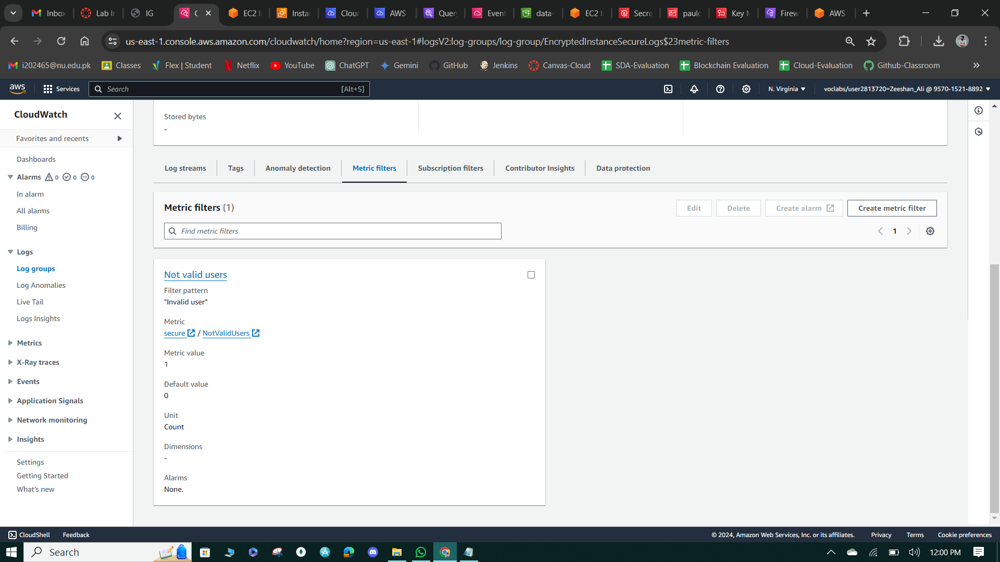 Inbox
Lab In
IG
C
EC2 I
Instar
Cloud
AWS
Query
Event
data-
EC2 I
Secre
paulo
Key M
Firew
AWS
us-east-1.console.aws.amazon.com/cloudwatch/home?region=us-east-1#logsV2:log-groups/log-group/EncryptedInstanceSecureLogs$23metric-filters
i202465@nu.edu.pk
Classes
Flex | Student
Netflix
YouTube
ChatGPT
Gemini
GitHub
Jenkins
Canvas-Cloud
SDA-Evaluation
Blockchain Evaluation
Cloud-Evaluation
Github-Classroom
aws
Services
Search
[Alt+S]
N. Virginia
voclabs/user2813720=Zeeshan_Ali @ 9570-1521-8892
CloudWatch
Favorites and recents
Dashboards
Alarms 0 0 0
In alarm
All alarms
Billing
Logs
Log groups
Log Anomalies
Live Tail
Logs Insights
Metrics
X-Ray traces
Events
Application Signals
Network monitoring
Insights
Settings
Getting Started
What's new
Stored bytes
-
Log streams
Tags
Anomaly detection
Metric filters
Subscription filters
Contributor Insights
Data protection
Metric filters (1)
Edit
Delete
Create alarm
Create metric filter
Find metric filters
1
Not valid users
Filter pattern
"Invalid user"
Metric
secure / NotValidUsers
Metric value
1
Default value
0
Unit
Count
Dimensions
-
Alarms
None.
CloudShell
Feedback
© 2024, Amazon Web Services, Inc. or its affiliates.
Privacy
Terms
Cookie preferences
Search
12:00 PM